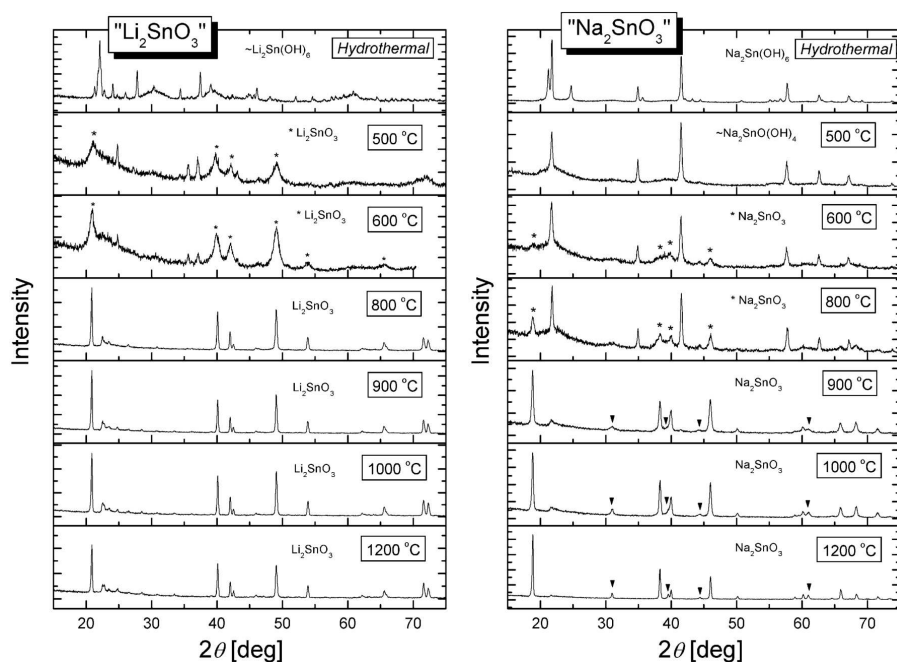 "Li₂SnO₃"
~Li₂Sn(OH)₆
Hydrothermal
* Li₂SnO₃
500 °C
* * * *
* Li₂SnO₃
600 °C
* * * * * *
Li₂SnO₃
800 °C
Li₂SnO₃
900 °C
Li₂SnO₃
1000 °C
Li₂SnO₃
1200 °C
Intensity
20 30 40 50 60 70
2θ [deg]
"Na₂SnO₃"
Na₂Sn(OH)₆
Hydrothermal
~Na₂SnO(OH)₄
500 °C
* Na₂SnO₃
600 °C
* * * *
* Na₂SnO₃
800 °C
* * * *
Na₂SnO₃
900 °C
Na₂SnO₃
1000 °C
Na₂SnO₃
1200 °C
Intensity
20 30 40 50 60 70
2θ [deg]